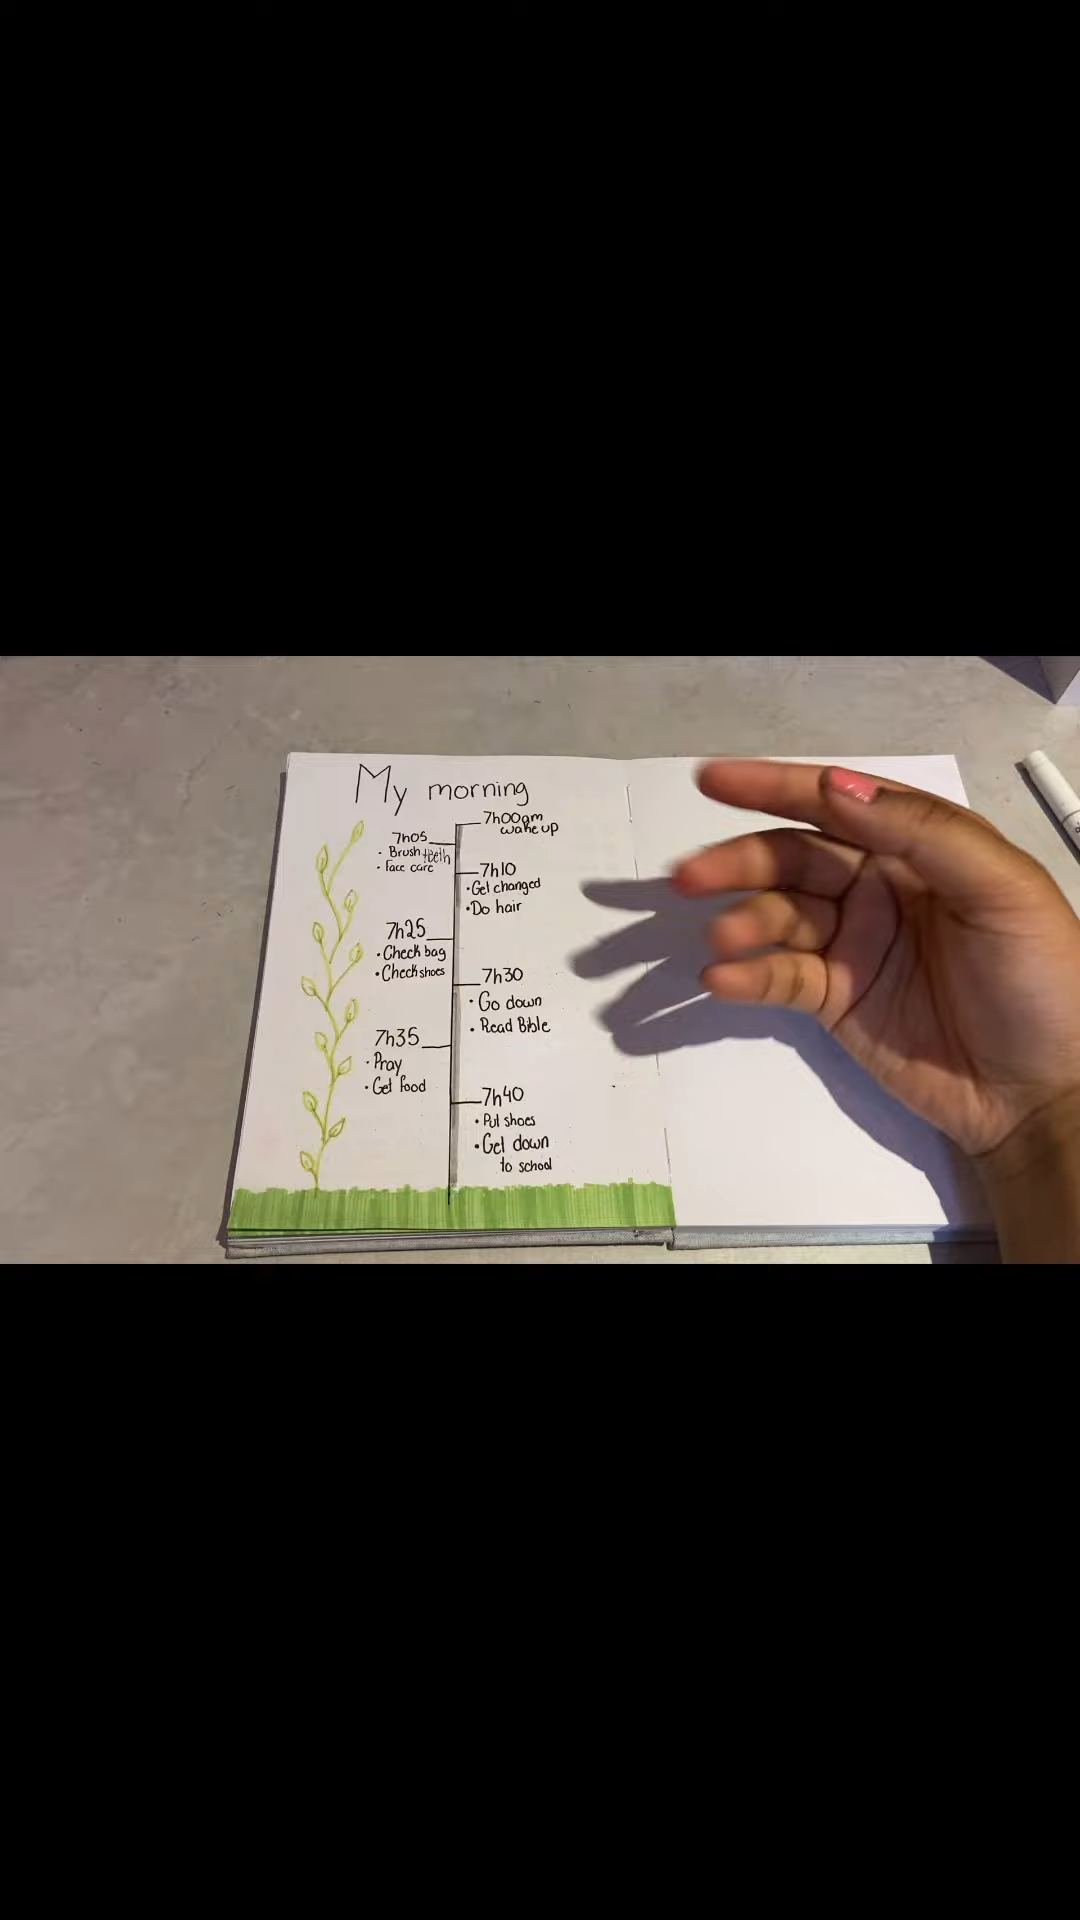 My morning
7h00am
wake up
7h05
• Brush teeth
• Face care
7h10
• Get changed
• Do hair
7h25
• Check bag
• Check shoes
7h30
• Go down
• Read Bible
7h35
• Pray
• Get food
7h40
• Put shoes
• Get down
to school